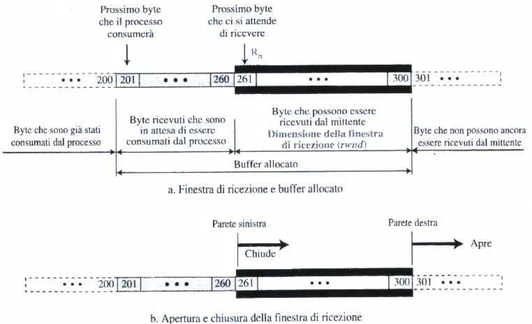 Prossimo byte
che il processo
consumerà
Prossimo byte
che ci si attende
di ricevere
Rn
••• 200 201 ••• 260 261 ••• 300 301 •••
Byte che sono già stati
consumati dal processo
Byte ricevuti che sono
in attesa di essere
consumati dal processo
Byte che possono essere
ricevuti dal mittente
Dimensione della finestra
di ricezione (rwnd)
Byte che non possono ancora
essere ricevuti dal mittente
Buffer allocato
a. Finestra di ricezione e buffer allocato
Parete sinistra
Chiude
Parete destra
Apre
••• 200 201 ••• 260 261 ••• 300 301 •••
b. Apertura e chiusura della finestra di ricezione